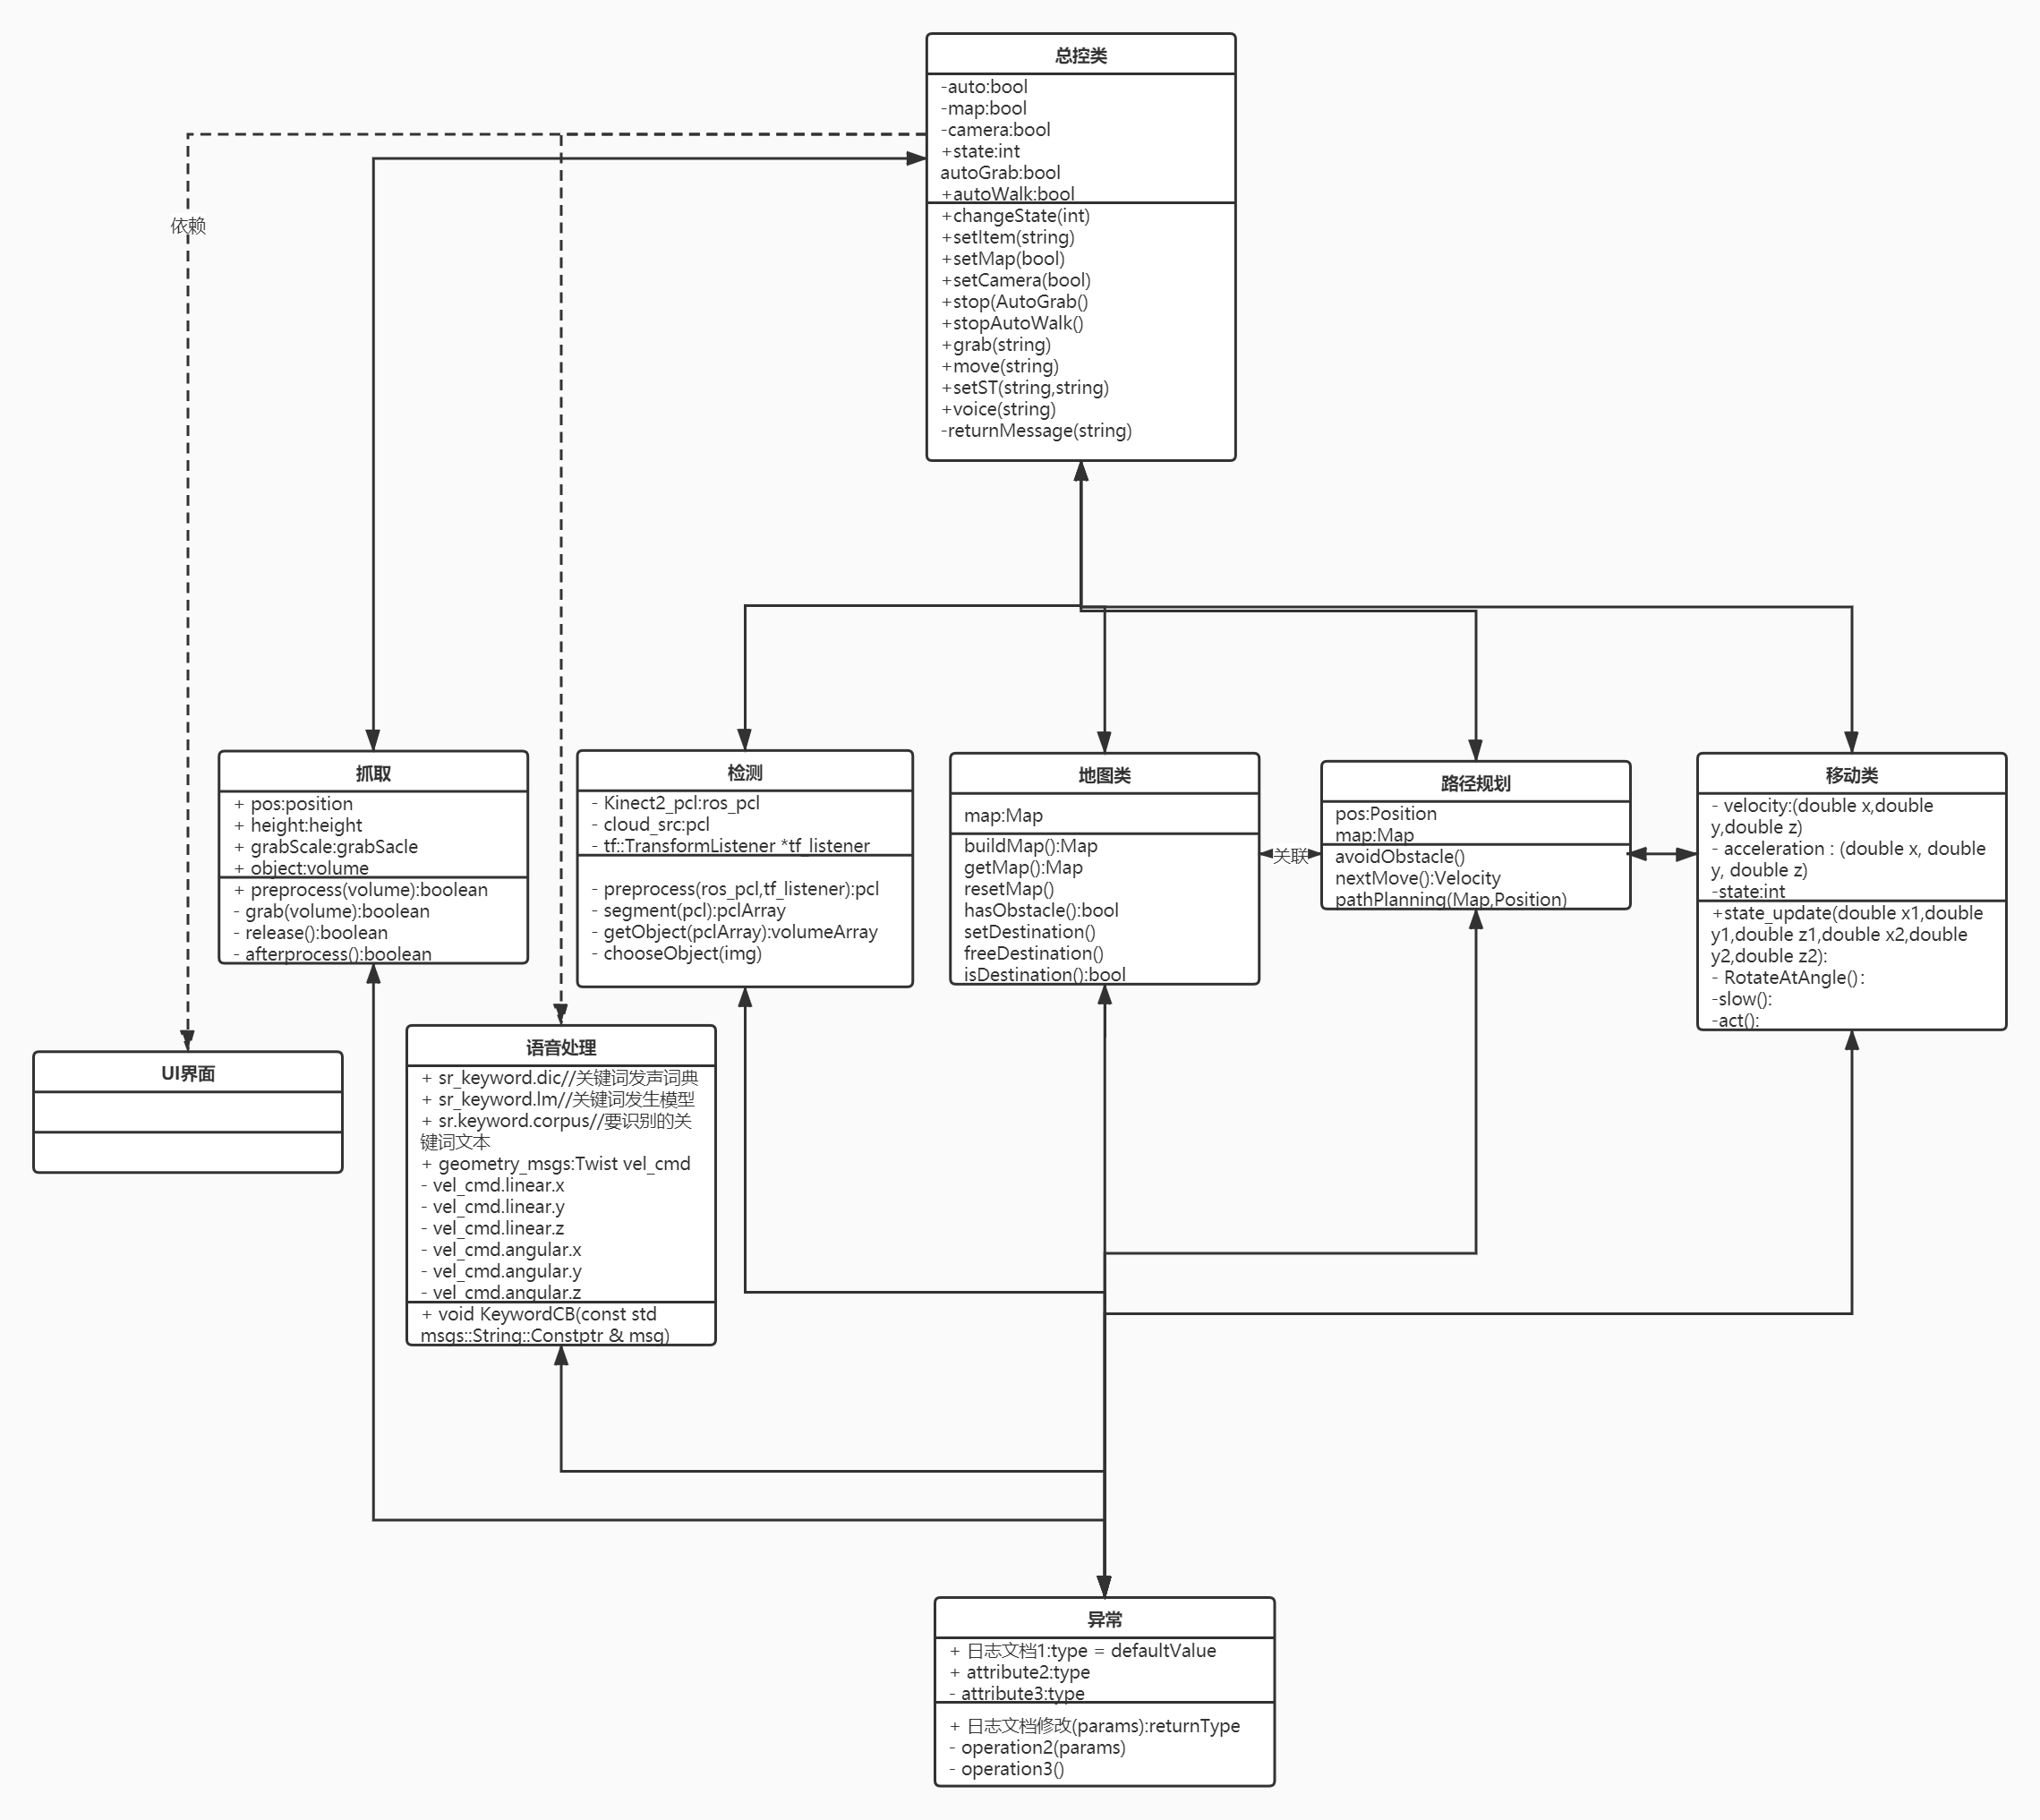 总控类
-auto:bool
-map:bool
-camera:bool
+state:int
autoGrab:bool
+autoWalk:bool
+changeState(int)
+setItem(string)
+setMap(bool)
+setCamera(bool)
+stop(AutoGrab()
+stopAutoWalk()
+grab(string)
+move(string)
+setST(string,string)
+voice(string)
-returnMessage(string)
依赖
抓取
+ pos:position
+ height:height
+ grabScale:grabSacle
+ object:volume
+ preprocess(volume):boolean
- grab(volume):boolean
- release():boolean
- afterprocess():boolean
检测
- Kinect2_pcl:ros_pcl
- cloud_src:pcl
- tf::TransformListener *tf_listener
- preprocess(ros_pcl,tf_listener):pcl
- segment(pcl):pclArray
- getObject(pclArray):volumeArray
- chooseObject(img)
地图类
map:Map
buildMap():Map
getMap():Map
resetMap()
hasObstacle():bool
setDestination()
freeDestination()
isDestination():bool
关联
路径规划
pos:Position
map:Map
avoidObstacle()
nextMove():Velocity
pathPlanning(Map,Position)
移动类
- velocity:(double x,double
y,double z)
- acceleration : (double x, double
y, double z)
-state:int
+state_update(double x1,double
y1,double z1,double x2,double
y2,double z2):
- RotateAtAngle():
-slow():
-act():
UI界面
语音处理
+ sr_keyword.dic//关键词发声词典
+ sr_keyword.lm//关键词发生模型
+ sr.keyword.corpus//要识别的关
键词文本
+ geometry_msgs:Twist vel_cmd
- vel_cmd.linear.x
- vel_cmd.linear.y
- vel_cmd.linear.z
- vel_cmd.angular.x
- vel_cmd.angular.y
- vel_cmd.angular.z
+ void KeywordCB(const std
msgs::String::Constptr & msg)
异常
+ 日志文档1:type = defaultValue
+ attribute2:type
- attribute3:type
+ 日志文档修改(params):returnType
- operation2(params)
- operation3()